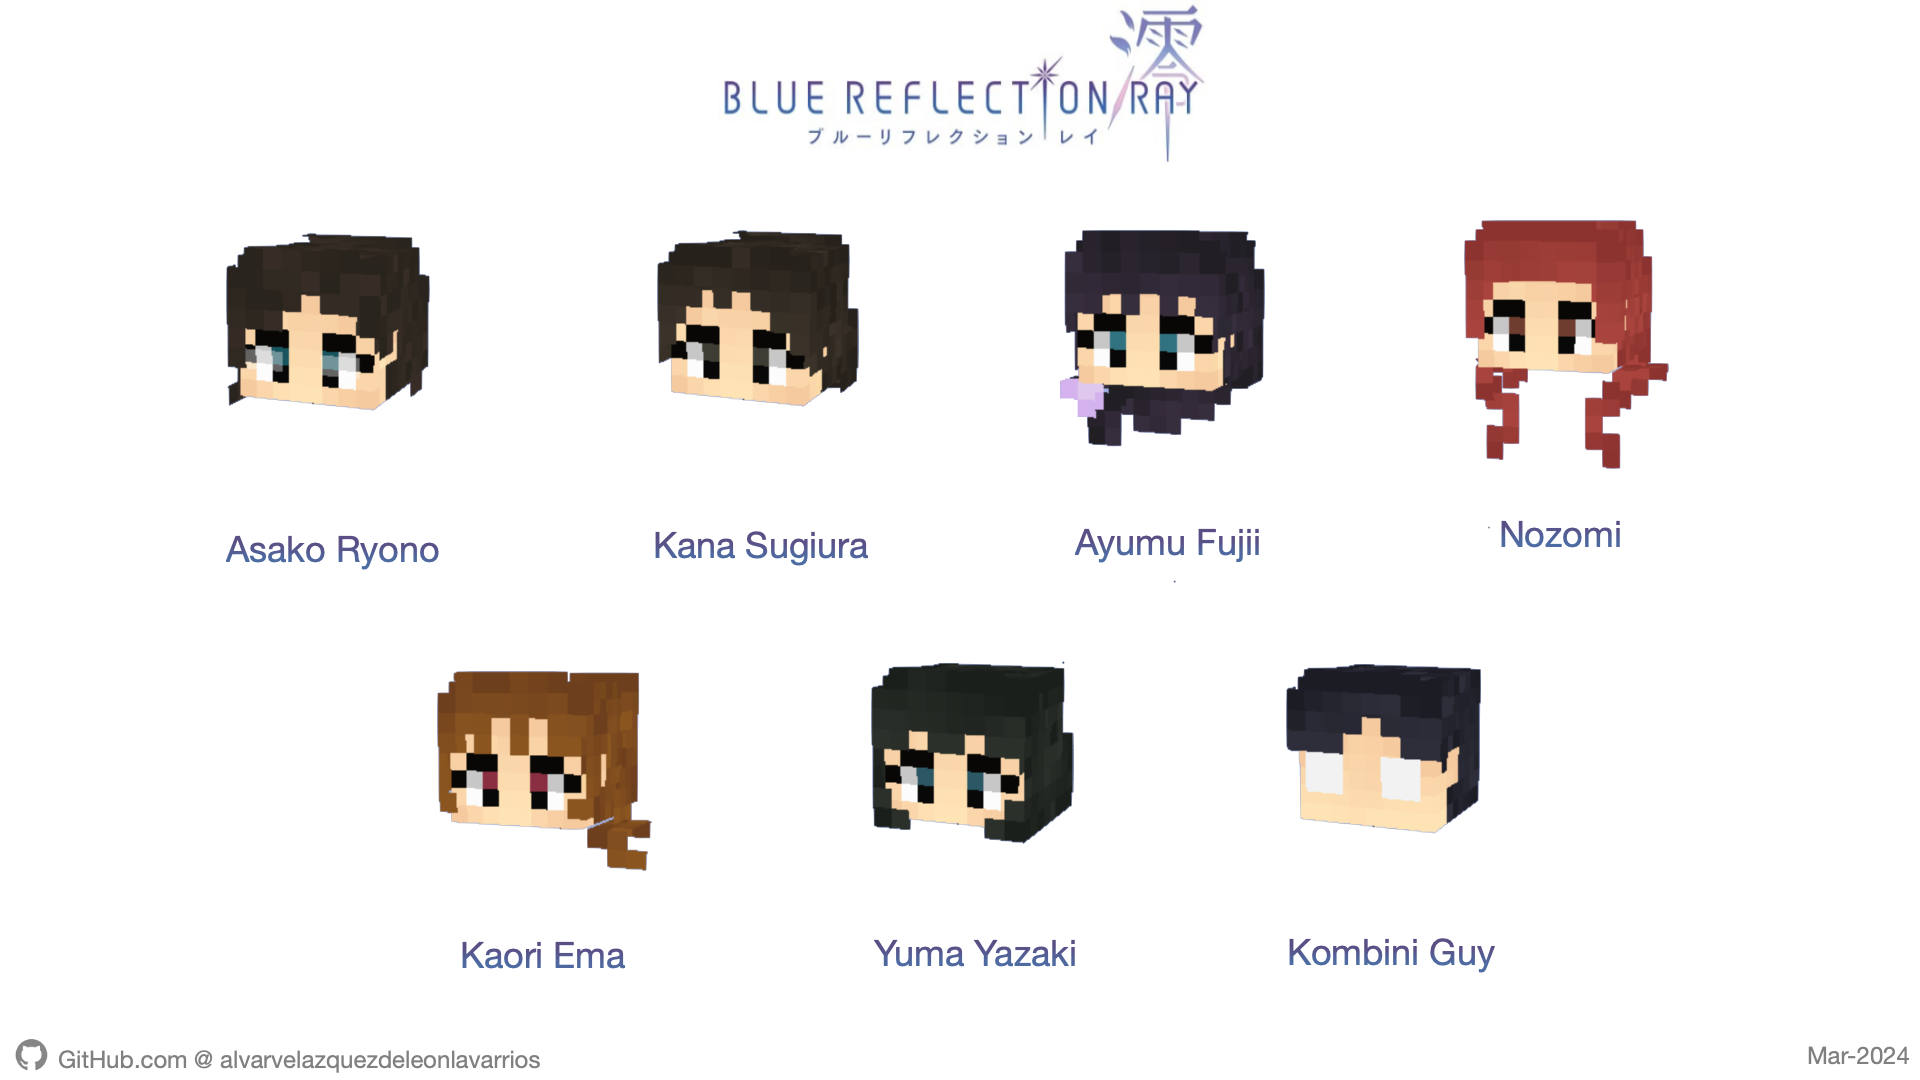 澪
BLUE REFLECTION RAY
ブルーリフレクション レイ
Asako Ryono
Kana Sugiura
Ayumu Fujii
Nozomi
Kaori Ema
Yuma Yazaki
Kombini Guy
GitHub.com @ alvarvelazquezdeleonlavarrios
Mar-2024